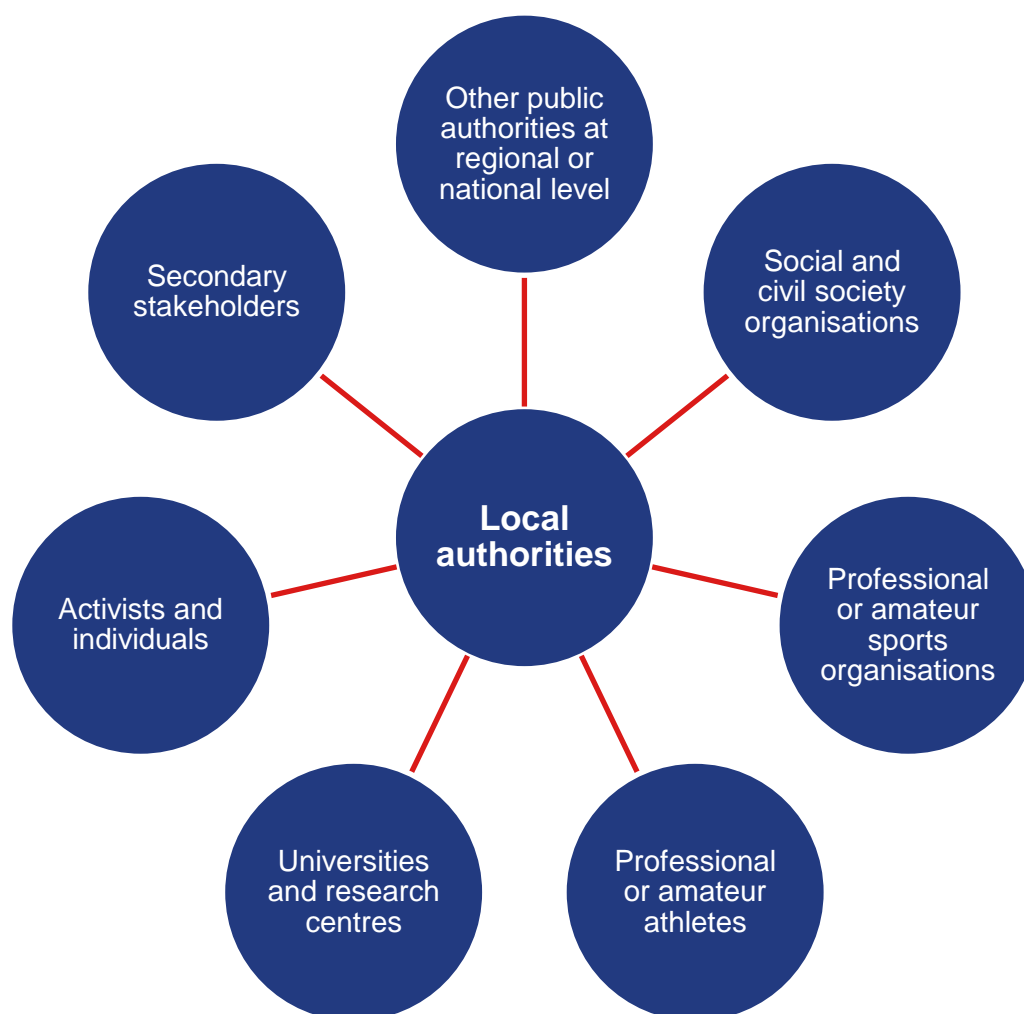 Other public
authorities at
regional or
national level
Social and
civil society
organisations
Secondary
stakeholders
Local
authorities
Professional
or amateur
sports
organisations
Activists and
individuals
Universities
and research
centres
Professional
or amateur
athletes